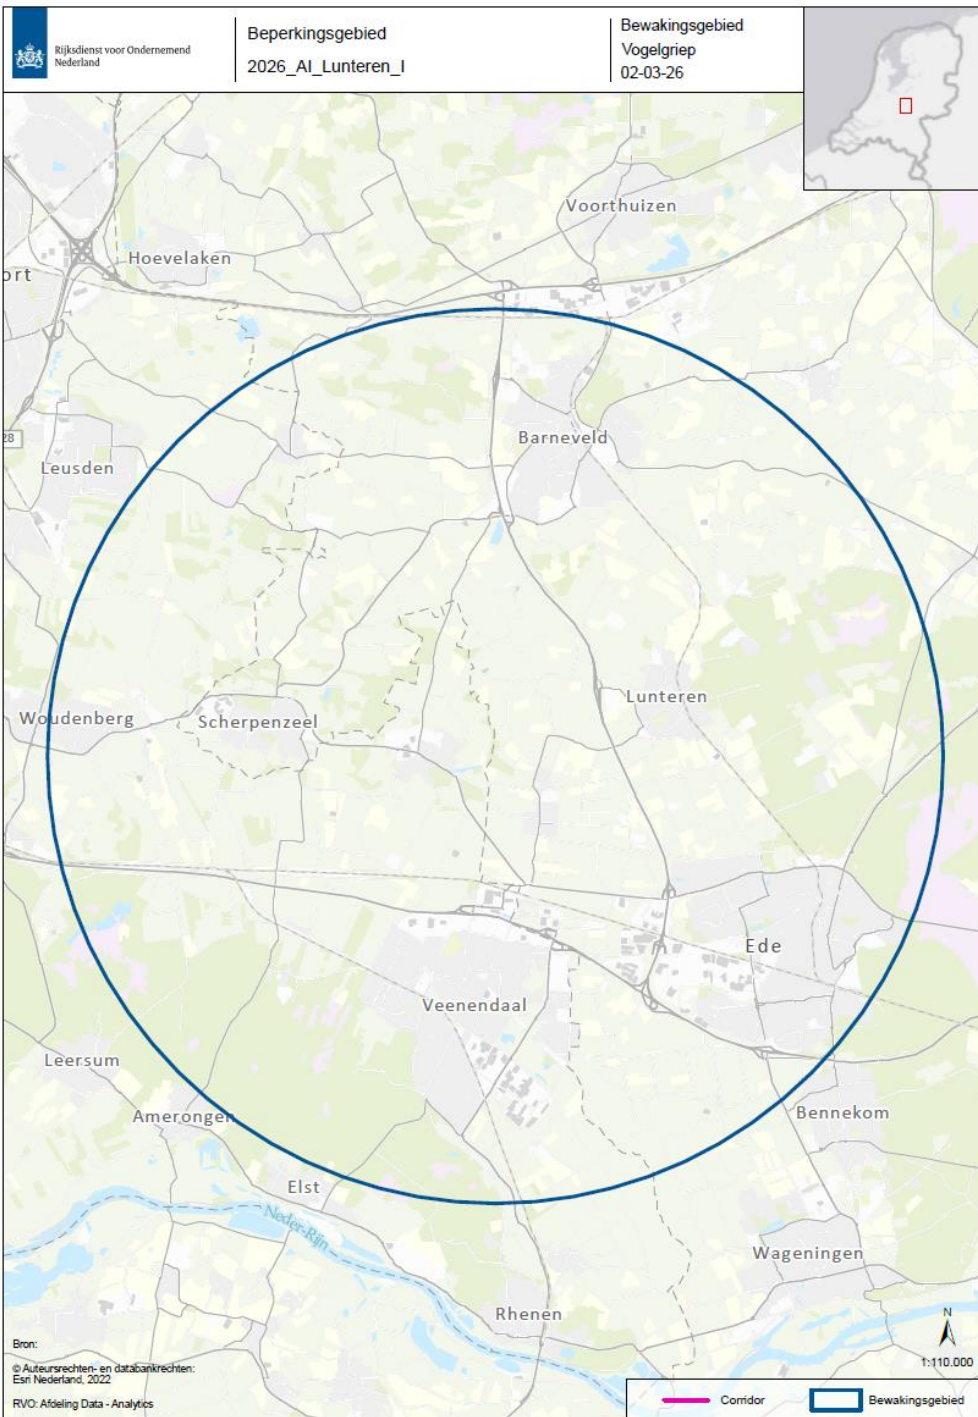 Rijksdienst voor Ondernemend
Nederland
Beperkingsgebied
2026_AI_Lunteren_I
Bewakingsgebied
Vogelgriep
02-03-26
Voorthuizen
Hoevelaken
ort
Barneveld
28
Leusden
Lunteren
Woudenberg
Scherpenzeel
Ede
Veenendaal
Leersum
Amerongen
Bennekom
Elst
Neder-Rijn
Wageningen
Rhenen
N
1:110.000
Bron:
© Auteursrechten- en databankrechten:
Esri Nederland, 2022
RVO: Afdeling Data - Analytics
Corridor
Bewakingsgebied